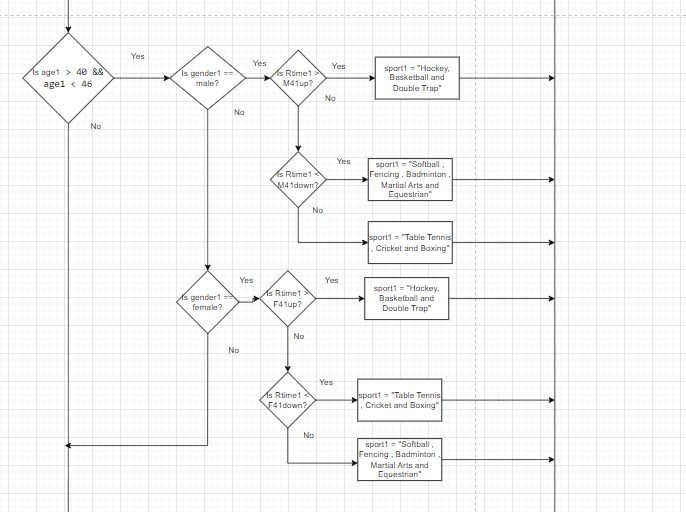 Yes
Is age1 > 40 &&
age1 < 46
No
Is gender1 ==
male?
Yes
No
Is Rtime1 >
M41up?
Yes
No
sport1 = "Hockey,
Basketball and
Double Trap"
Is Rtime1 <
M41down?
Yes
No
sport1 = "Softball ,
Fencing , Badminton ,
Martial Arts and
Equestrian"
sport1 = "Table Tennis
, Cricket and Boxing"
Is gender1 ==
female?
Yes
No
Is Rtime1 >
F41up?
Yes
No
sport1 = "Hockey,
Basketball and
Double Trap"
Is Rtime1 <
F41down?
Yes
No
sport1 = "Table Tennis
, Cricket and Boxing"
sport1 = "Softball ,
Fencing , Badminton ,
Martial Arts and
Equestrian"